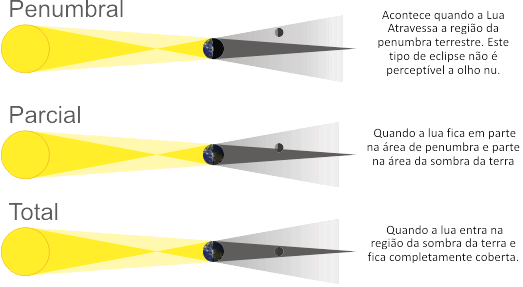 Penumbral
Acontece quando a Lua
Atravessa a região da
penumbra terrestre. Este
tipo de eclipse não é
perceptível a olho nu.
Parcial
Quando a lua fica em parte
na área de penumbra e parte
na área da sombra da terra
Total
Quando a lua entra na
região da sombra da terra e
fica completamente coberta.